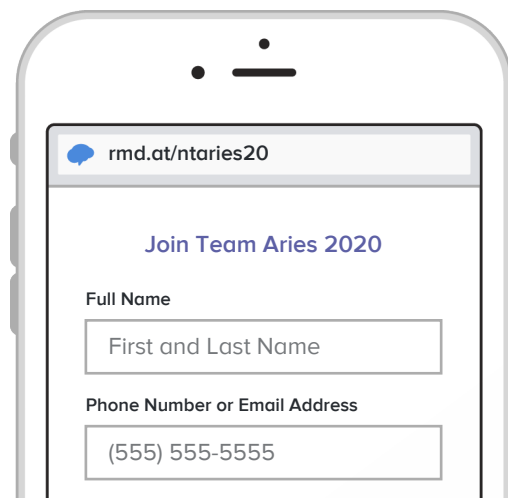 rmd.at/ntaries20
Join Team Aries 2020
Full Name
First and Last Name
Phone Number or Email Address
(555) 555-5555